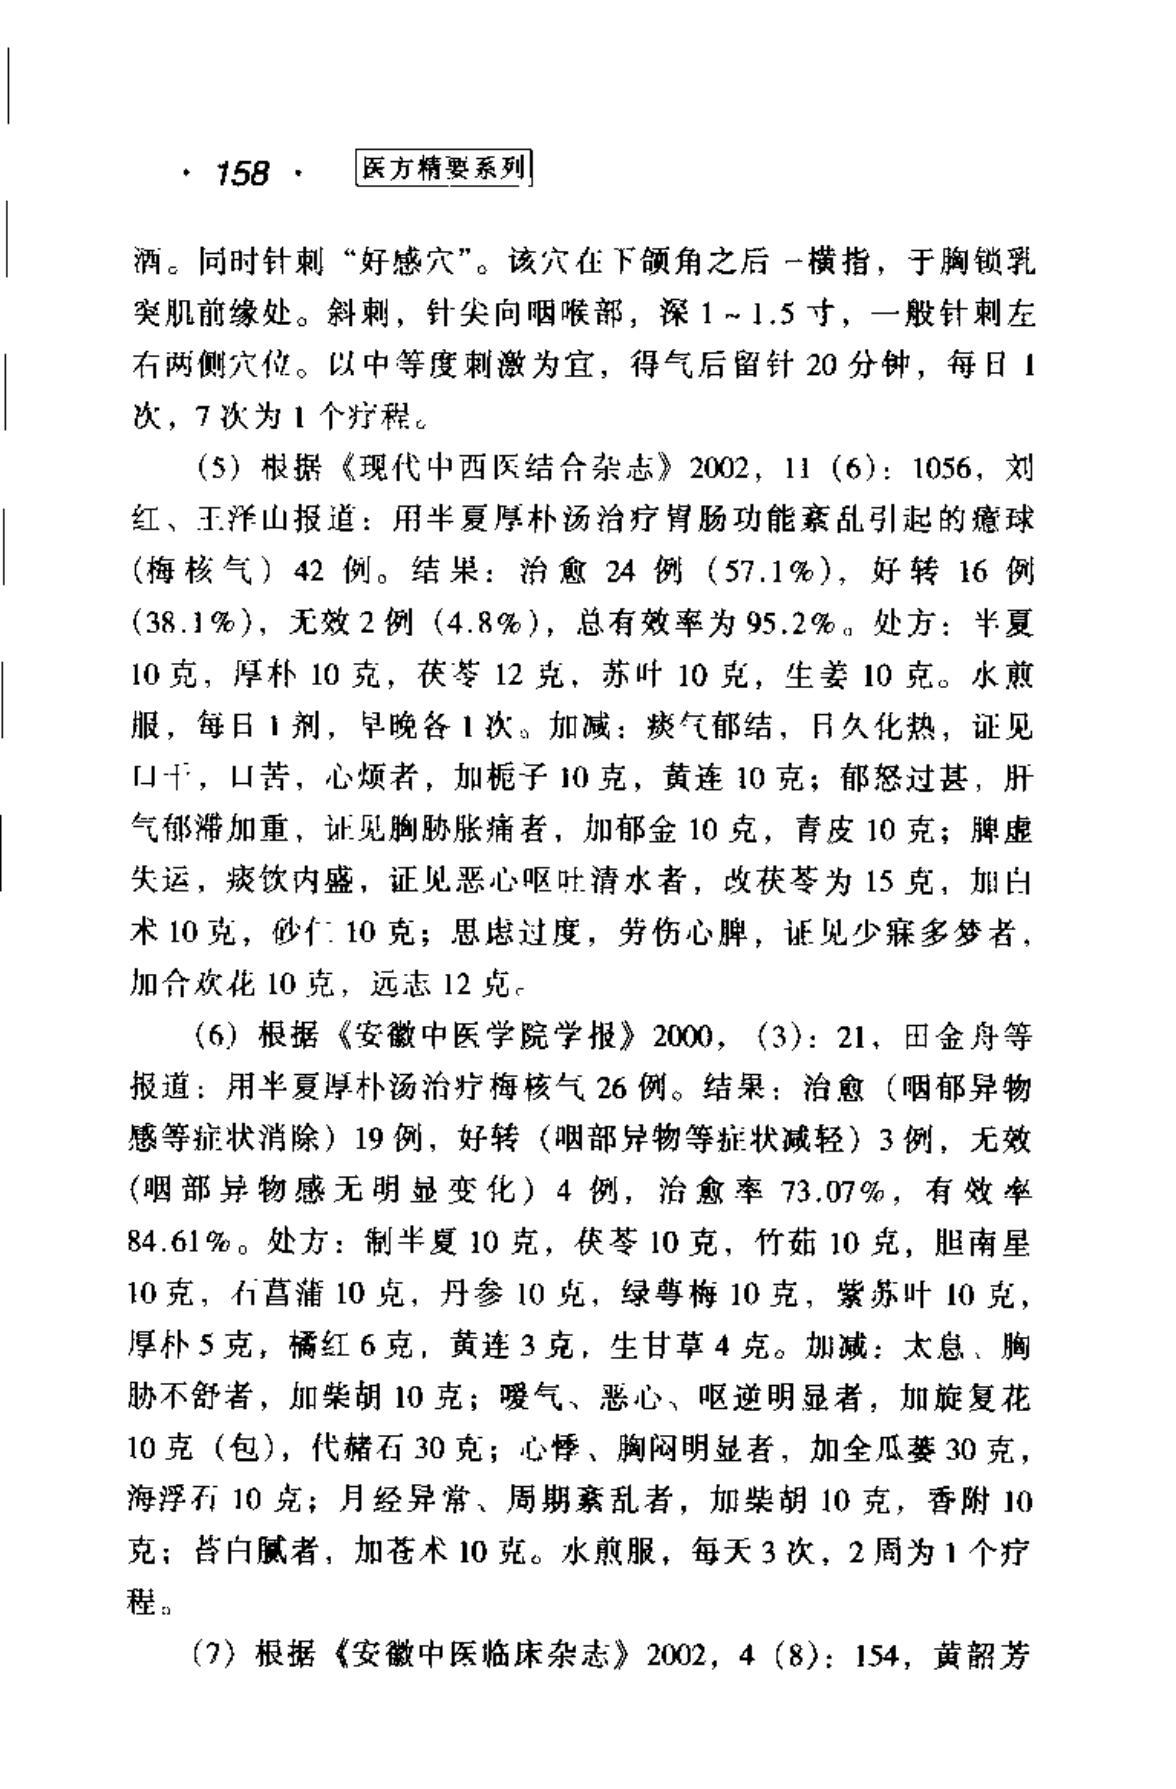 · 158 · 医方精要系列
酒。同时针刺“好感穴”。该穴在下颌角之后一横指，于胸锁乳
突肌前缘处。斜刺，针尖向咽喉部，深 1 ~ 1.5 寸，一般针刺左
右两侧穴位。以中等度刺激为宜，得气后留针 20 分钟，每日 1
次，7 次为 1 个疗程。
（5）根据《现代中西医结合杂志》2002，11（6）：1056，刘
红、王泽山报道：用半夏厚朴汤治疗胃肠功能紊乱引起的癔球
（梅核气）42 例。结果：治愈 24 例（57.1%），好转 16 例
（38.1%），无效 2 例（4.8%），总有效率为 95.2%。处方：半夏
10 克，厚朴 10 克，茯苓 12 克，苏叶 10 克，生姜 10 克。水煎
服，每日 1 剂，早晚各 1 次。加减：痰气郁结，日久化热，证见
口干，口苦，心烦者，加栀子 10 克，黄连 10 克；郁怒过甚，肝
气郁滞加重，证见胸胁胀痛者，加郁金 10 克，青皮 10 克；脾虚
失运，痰饮内盛，证见恶心呕吐清水者，改茯苓为 15 克，加白
术 10 克，砂仁 10 克；思虑过度，劳伤心脾，证见少寐多梦者，
加合欢花 10 克，远志 12 克。
（6）根据《安徽中医学院学报》2000，（3）：21，田金舟等
报道：用半夏厚朴汤治疗梅核气 26 例。结果：治愈（咽郁异物
感等症状消除）19 例，好转（咽部异物等症状减轻）3 例，无效
（咽部异物感无明显变化）4 例，治愈率 73.07%，有效率
84.61%。处方：制半夏 10 克，茯苓 10 克，竹茹 10 克，胆南星
10 克，石菖蒲 10 克，丹参 10 克，绿萼梅 10 克，紫苏叶 10 克，
厚朴 5 克，橘红 6 克，黄连 3 克，生甘草 4 克。加减：太息、胸
胁不舒者，加柴胡 10 克；嗳气、恶心、呕逆明显者，加旋复花
10 克（包），代赭石 30 克；心悸、胸闷明显者，加全瓜蒌 30 克，
海浮石 10 克；月经异常、周期紊乱者，加柴胡 10 克，香附 10
克；苔白腻者，加苍术 10 克。水煎服，每天 3 次，2 周为 1 个疗
程。
（7）根据《安徽中医临床杂志》2002，4（8）：154，黄韶芳